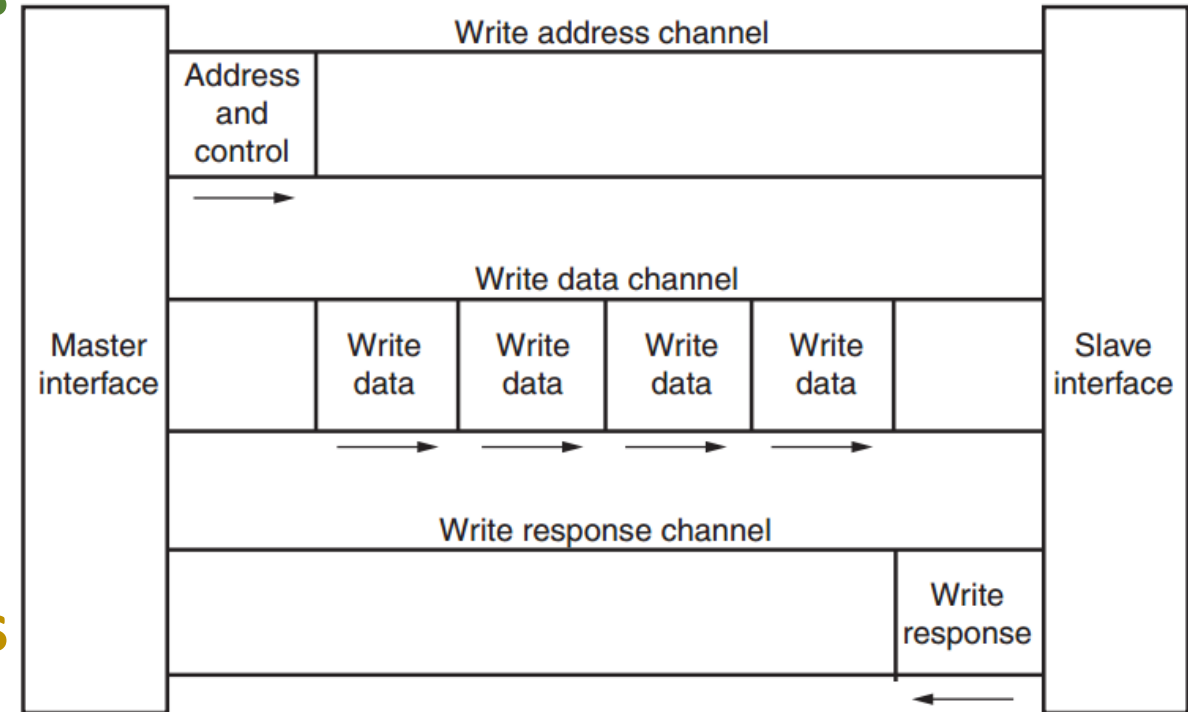 Write address channel
Address
and
control
Write data channel
Master
interface
Write
data
Write
data
Write
data
Write
data
Slave
interface
Write response channel
Write
response
s